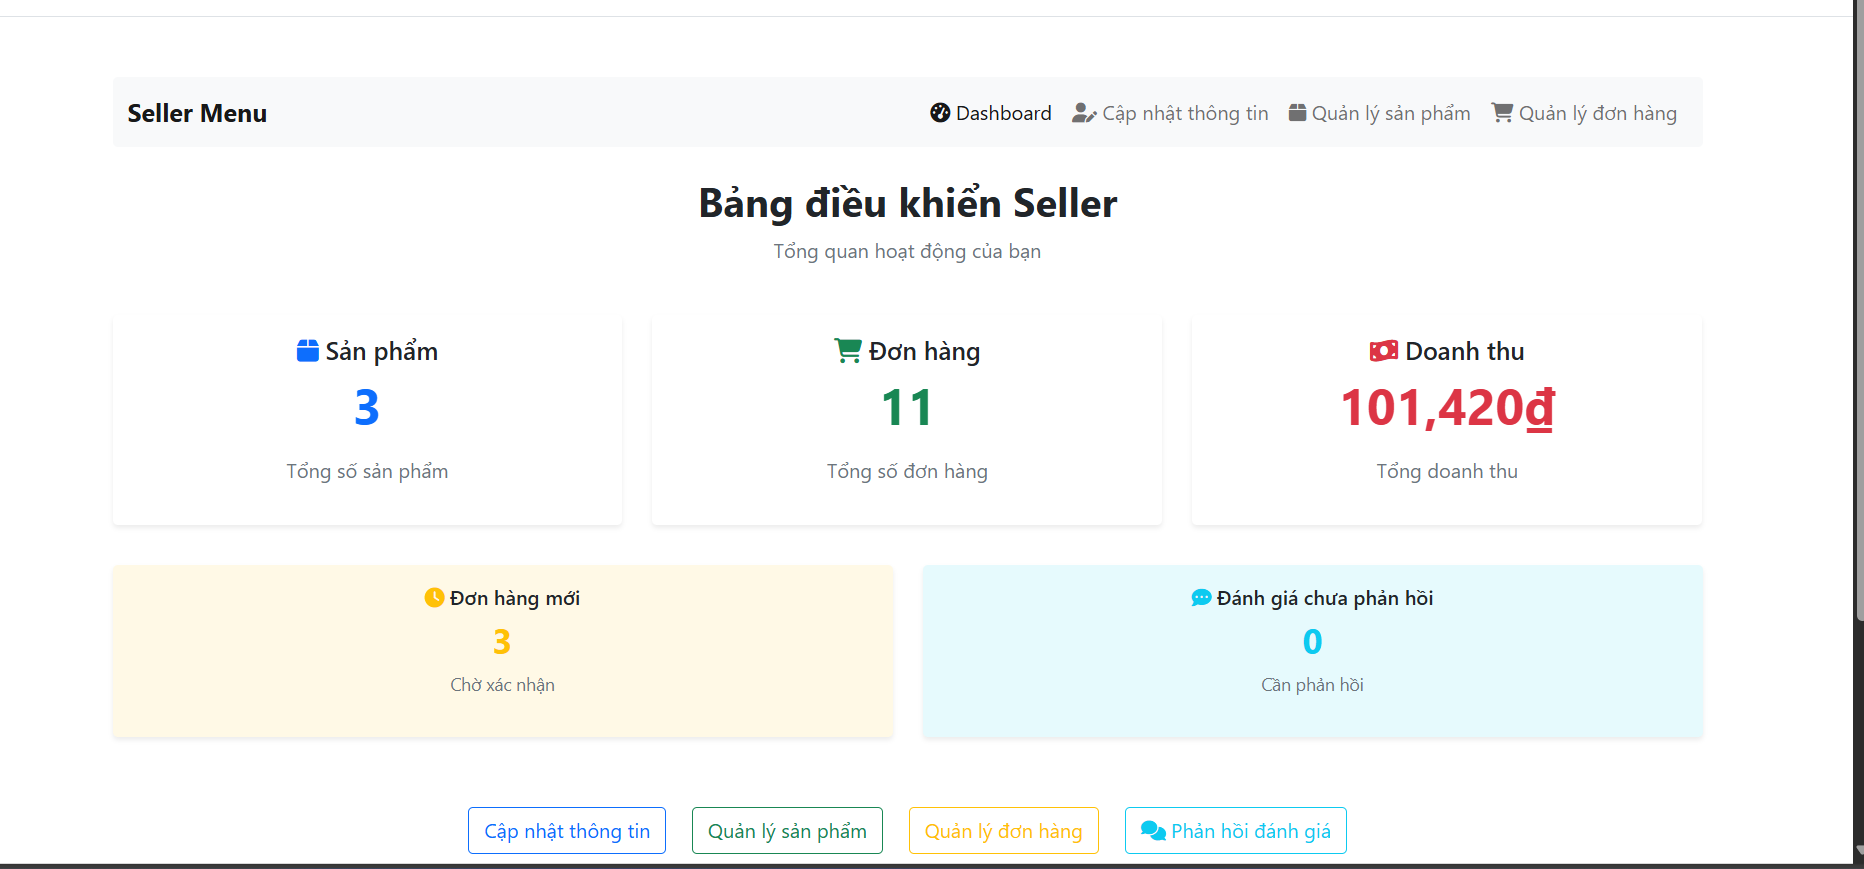 Seller Menu
Dashboard Cập nhật thông tin Quản lý sản phẩm Quản lý đơn hàng
Bảng điều khiển Seller
Tổng quan hoạt động của bạn
Sản phẩm
3
Tổng số sản phẩm
Đơn hàng
11
Tổng số đơn hàng
Doanh thu
101,420₫
Tổng doanh thu
Đơn hàng mới
3
Chờ xác nhận
Đánh giá chưa phản hồi
0
Cần phản hồi
Cập nhật thông tin Quản lý sản phẩm Quản lý đơn hàng Phản hồi đánh giá